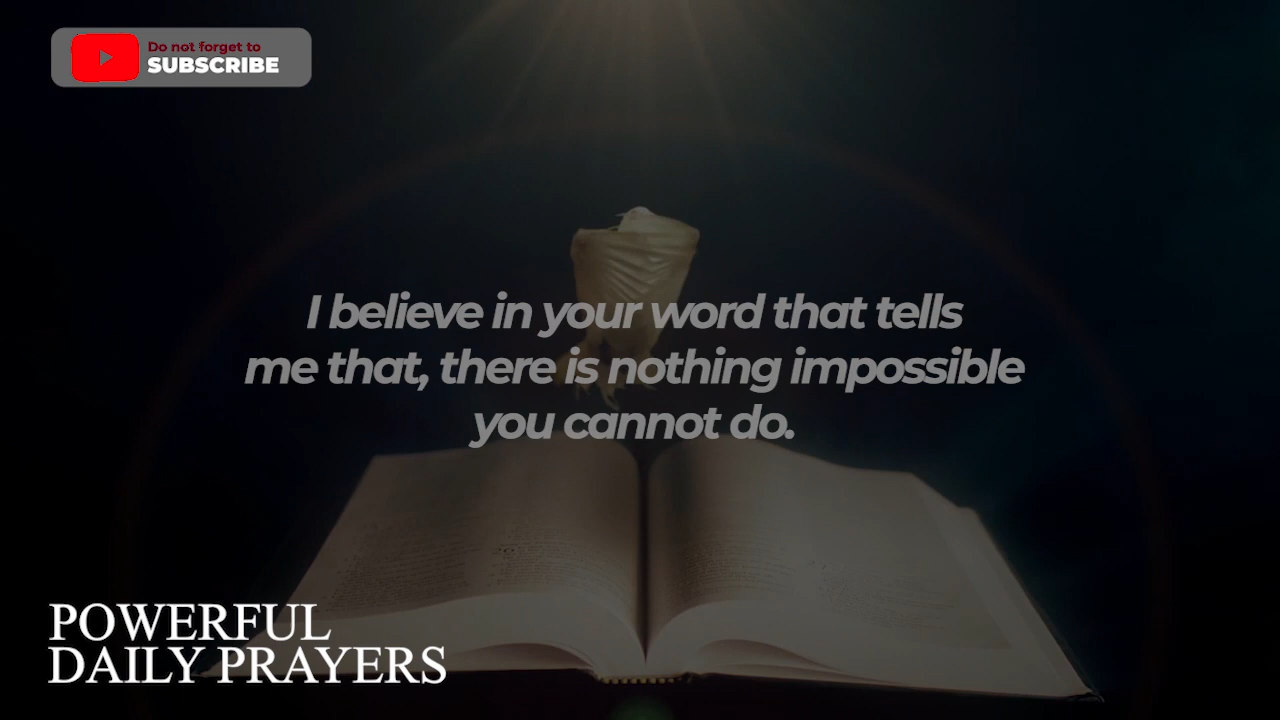 Do not forget to
SUBSCRIBE
I believe in your word that tells
me that, there is nothing impossible
you cannot do.
POWERFUL
DAILY PRAYERS